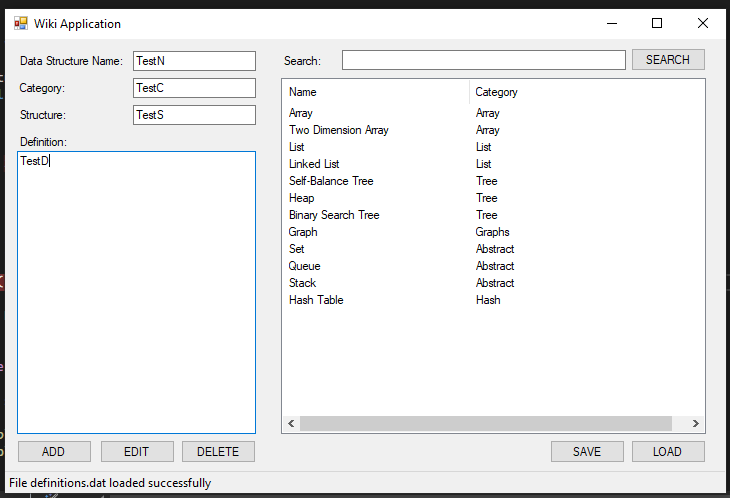 Wiki Application
Data Structure Name: TestN
Category: TestC
Structure: TestS
Definition:
TestD
ADD EDIT DELETE
Search: SEARCH
Name Category
Array Array
Two Dimension Array Array
List List
Linked List List
Self-Balance Tree Tree
Heap Tree
Binary Search Tree Tree
Graph Graphs
Set Abstract
Queue Abstract
Stack Abstract
Hash Table Hash
SAVE LOAD
File definitions.dat loaded successfully